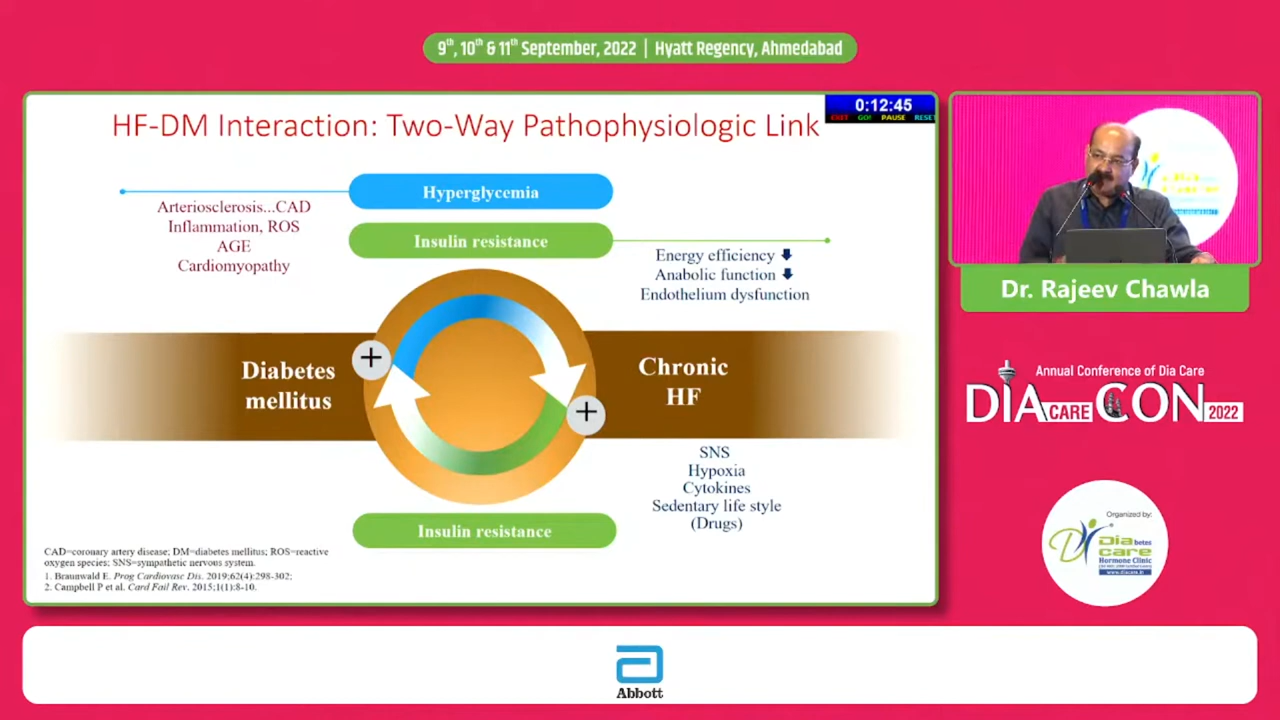 9th, 10th & 11th September, 2022 | Hyatt Regency, Ahmedabad
0:12:45
EXIT GO! PAUSE RESET
HF-DM Interaction: Two-Way Pathophysiologic Link
Hyperglycemia
Arteriosclerosis...CAD
Inflammation, ROS
AGE
Cardiomyopathy
Insulin resistance
Energy efficiency 🡇
Anabolic function 🡇
Endothelium dysfunction
Diabetes
mellitus
+
Chronic
HF
+
SNS
Hypoxia
Cytokines
Sedentary life style
(Drugs)
Insulin resistance
CAD=coronary artery disease; DM=diabetes mellitus; ROS=reactive
oxygen species; SNS=sympathetic nervous system.
1. Braunwald E. Prog Cardiovasc Dis. 2019;62(4):298-302;
2. Campbell P et al. Card Fail Rev. 2015;1(1):8-10.
Dr. Rajeev Chawla
Annual Conference of Dia Care
DIA CARE CON 2022
Organized by:
Diabetes
care
Hormone Clinic
www.diacare.in
Abbott